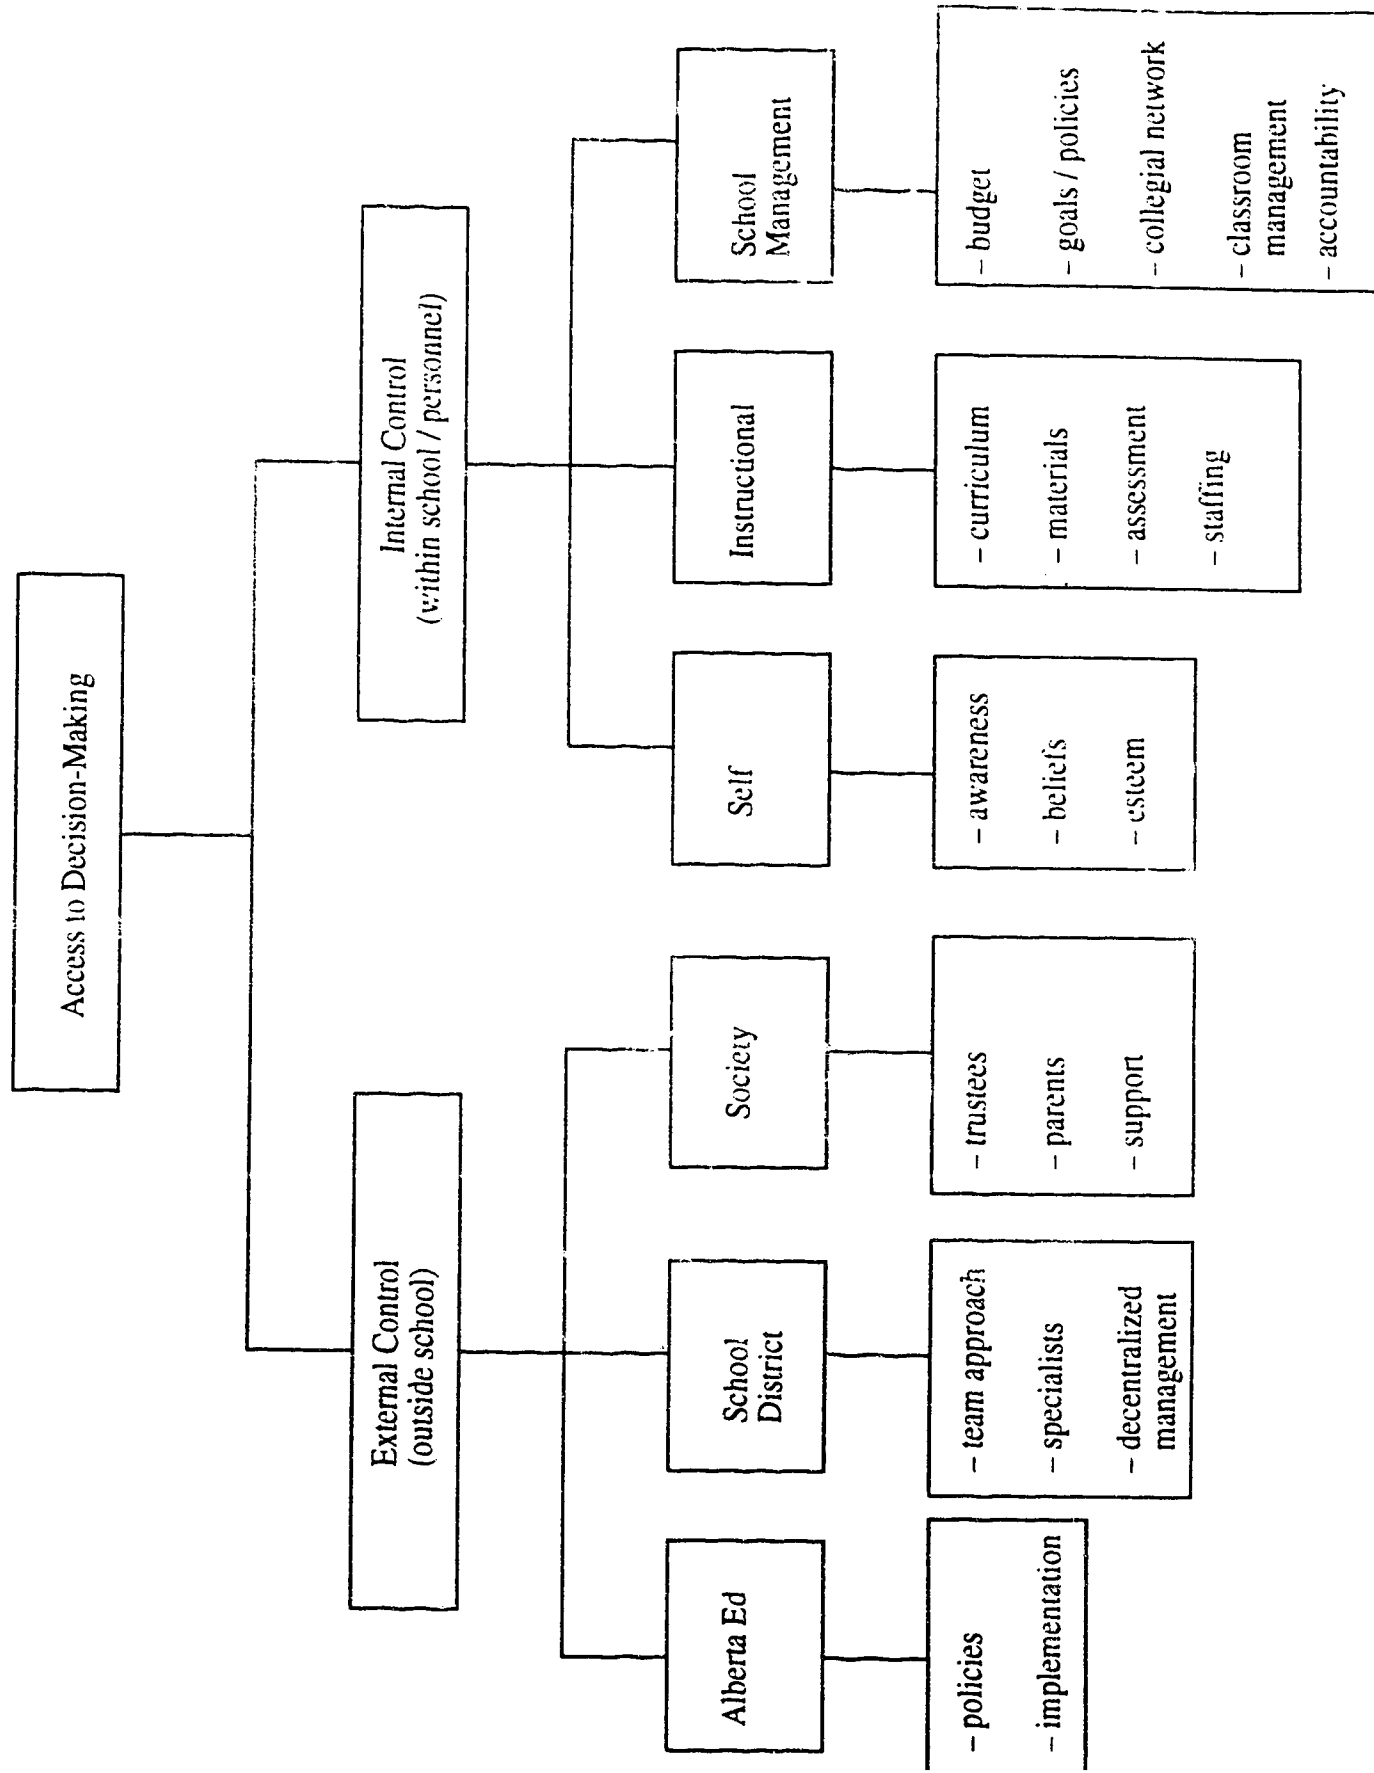 Access to Decision-Making
External Control
(outside school)
Internal Control
(within school / personnel)
Alberta Ed
School
District
Society
Self
Instructional
School
Management
– policies
– implementation
– team approach
– specialists
– decentralized
management
– trustees
– parents
– support
– awareness
– beliefs
– esteem
– curriculum
– materials
– assessment
– staffing
– budget
– goals / policies
– collegial network
– classroom
management
– accountability